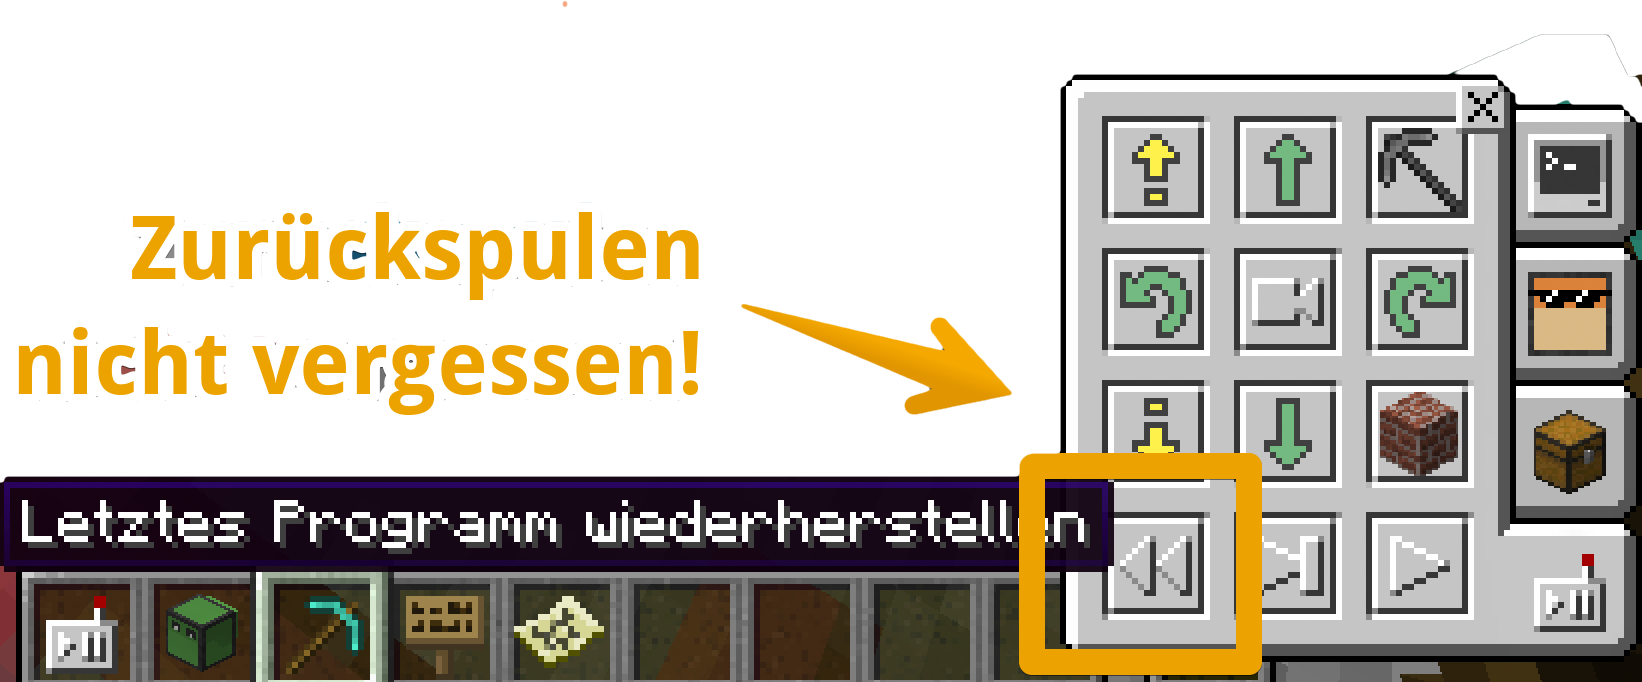 Zurückspulen
nicht vergessen!
Letztes Programm wiederherstellen